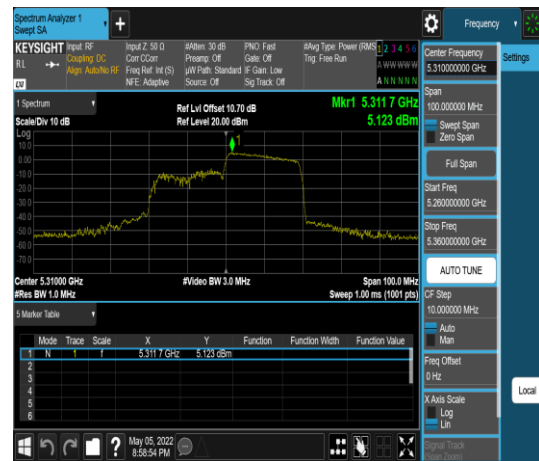 Spectrum Analyzer 1
Swept SA
+
Frequency
KEYSIGHT
RL
LXI
Input: RF
Coupling: DC
Align: Auto/No RF
Input Z: 50 Ω
Corr CCorr
Freq Ref: Int (S)
NFE: Adaptive
#Atten: 30 dB
Preamp: Off
µW Path: Standard
Source: Off
PNO: Fast
Gate: Off
IF Gain: Low
Sig Track: Off
#Avg Type: Power (RMS
Trig: Free Run
1 2 3 4 5 6
A WW WW W
A N N N N N
Center Frequency
5.310000000 GHz
Settings
Span
100.000000 MHz
Swept Span
Zero Span
Full Span
Start Freq
5.260000000 GHz
Stop Freq
5.360000000 GHz
AUTO TUNE
CF Step
10.000000 MHz
Auto
Man
Freq Offset
0 Hz
X Axis Scale
Log
Lin
Signal Track
(Span Zoom)
Local
1 Spectrum
Scale/Div 10 dB
Ref Lvl Offset 10.70 dB
Ref Level 20.00 dBm
Mkr1 5.311 7 GHz
5.123 dBm
Log
10.0
0.00
-10.0
-20.0
-30.0
-40.0
-50.0
-60.0
-70.0
1
Center 5.31000 GHz
#Res BW 1.0 MHz
#Video BW 3.0 MHz
Span 100.0 MHz
Sweep 1.00 ms (1001 pts)
5 Marker Table
Mode Trace Scale X Y Function Function Width Function Value
1 N 1 f 5.311 7 GHz 5.123 dBm
2
3
4
5
6
?
May 05, 2022
8:58:54 PM